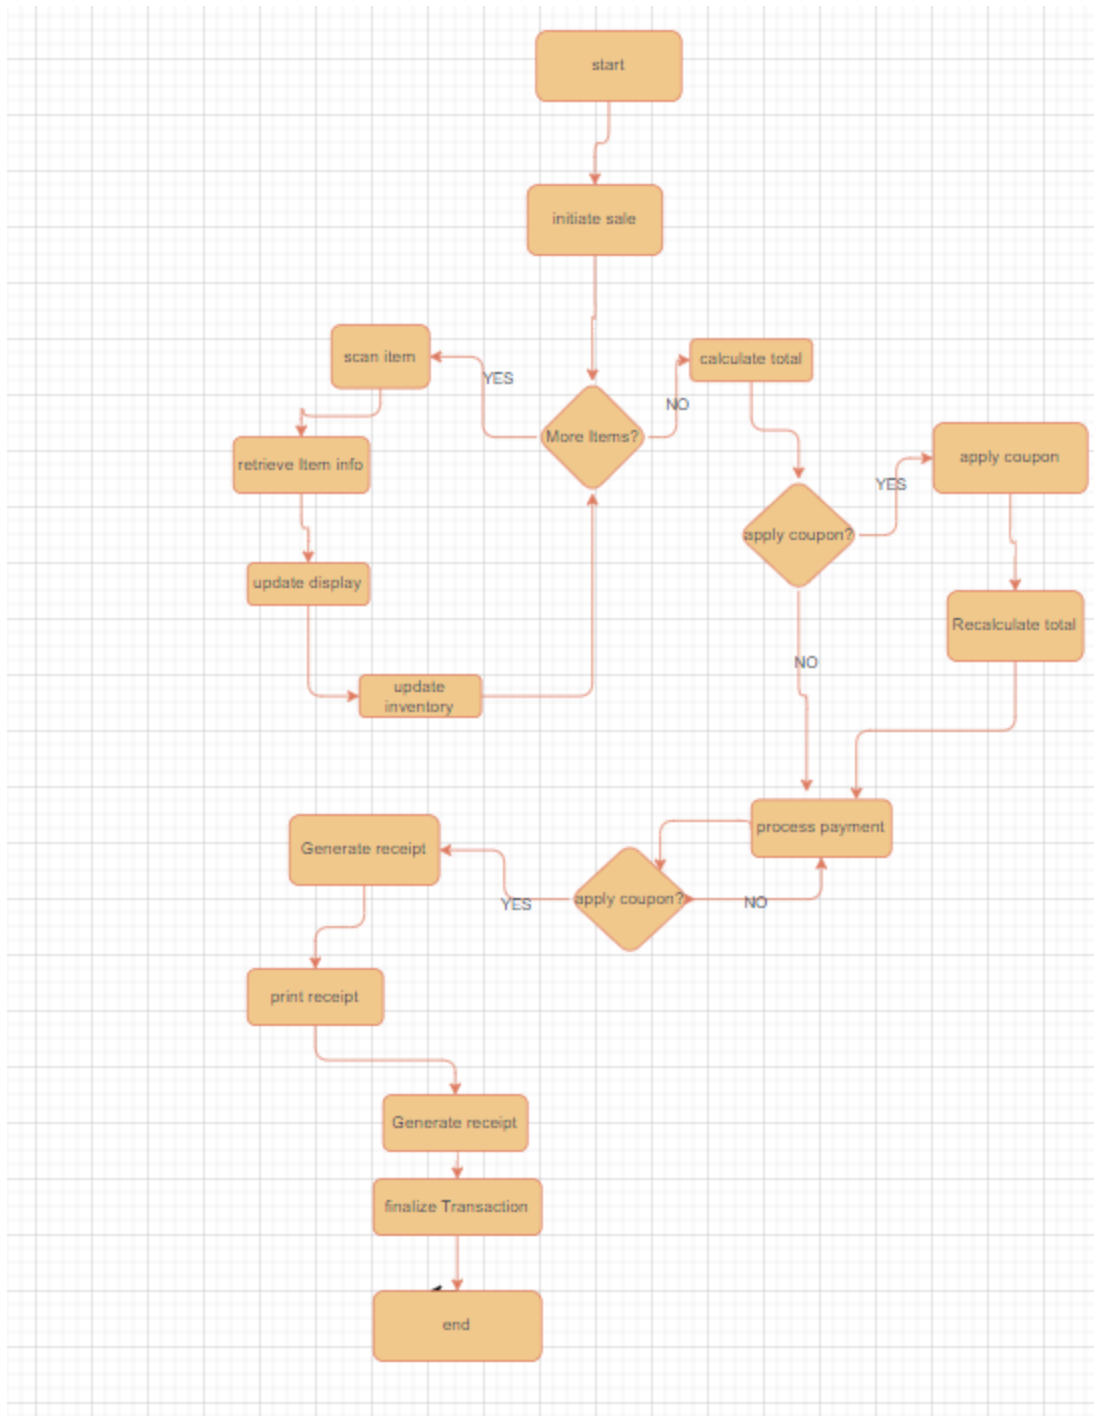 start
initiate sale
scan item
YES
More Items?
NO
calculate total
retrieve Item info
apply coupon?
YES
apply coupon
update display
Recalculate total
NO
update
inventory
process payment
Generate receipt
YES
apply coupon?
NO
print receipt
Generate receipt
finalize Transaction
end